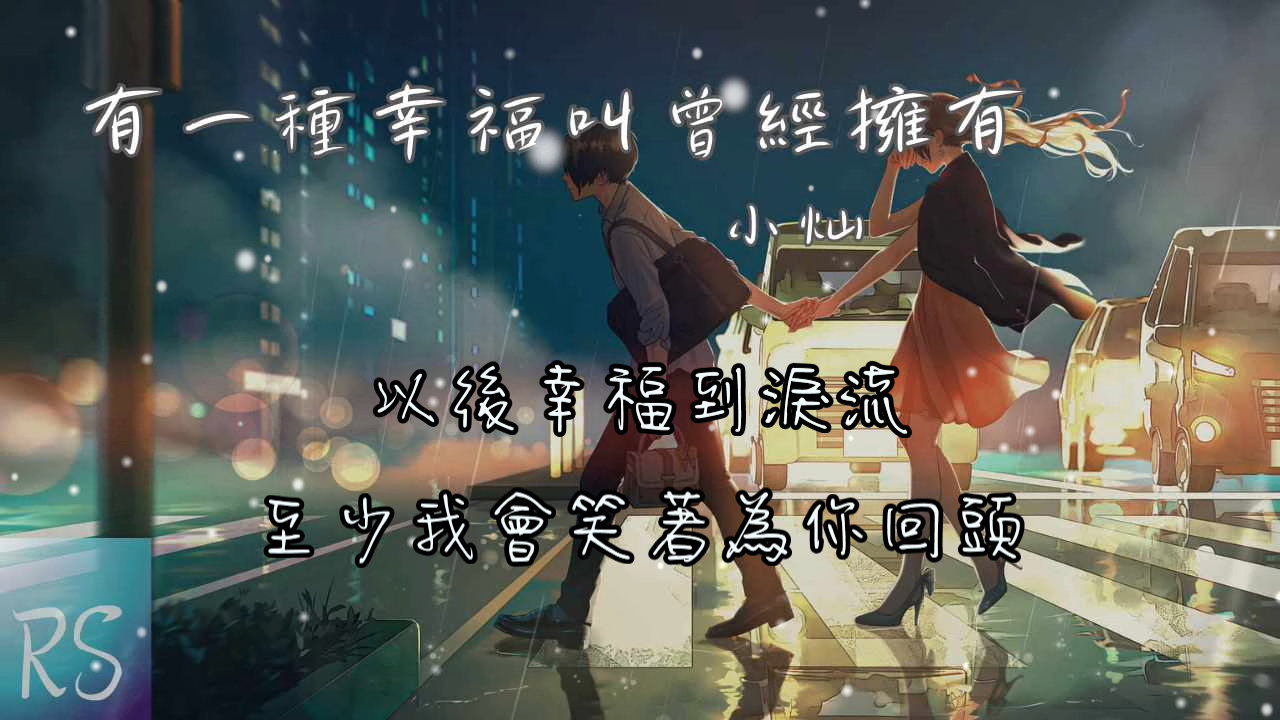 有一種幸福叫曾經擁有
小灿
以後幸福到淚流
至少我會笑著為你回頭
RS